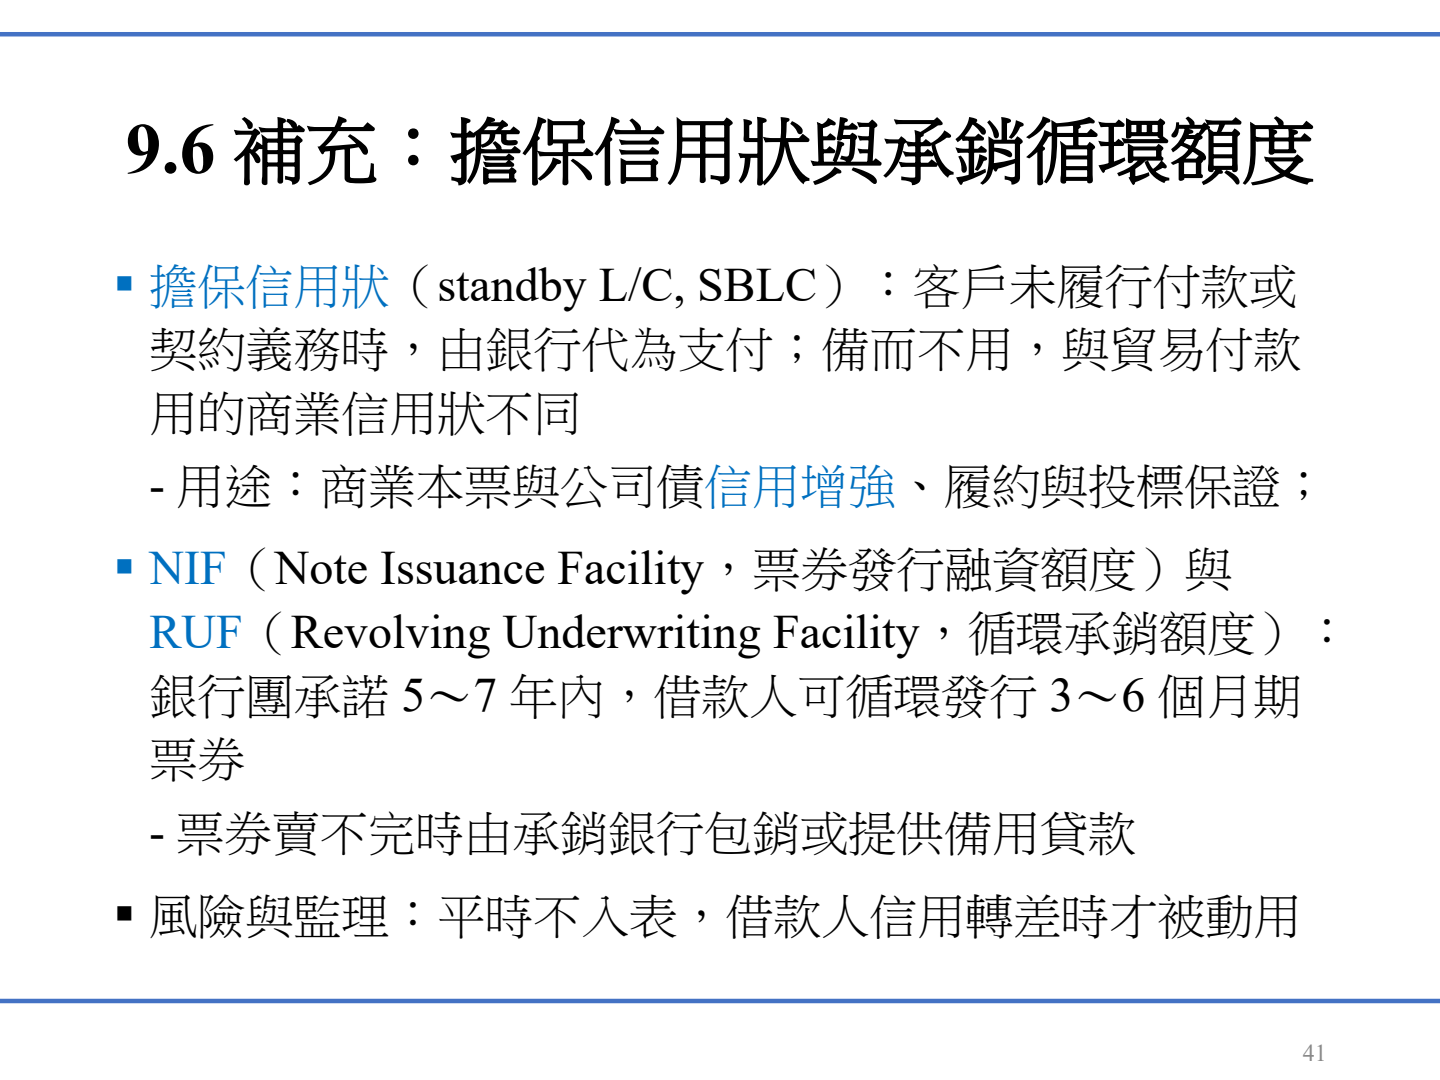 9.6 補充：擔保信用狀與承銷循環額度
▪ 擔保信用狀（standby L/C, SBLC）：客戶未履行付款或
契約義務時，由銀行代為支付；備而不用，與貿易付款
用的商業信用狀不同
- 用途：商業本票與公司債信用增強、履約與投標保證；
▪ NIF（Note Issuance Facility，票券發行融資額度）與
RUF（Revolving Underwriting Facility，循環承銷額度）：
銀行團承諾 5～7 年內，借款人可循環發行 3～6 個月期
票券
- 票券賣不完時由承銷銀行包銷或提供備用貸款
▪ 風險與監理：平時不入表，借款人信用轉差時才被動用
41